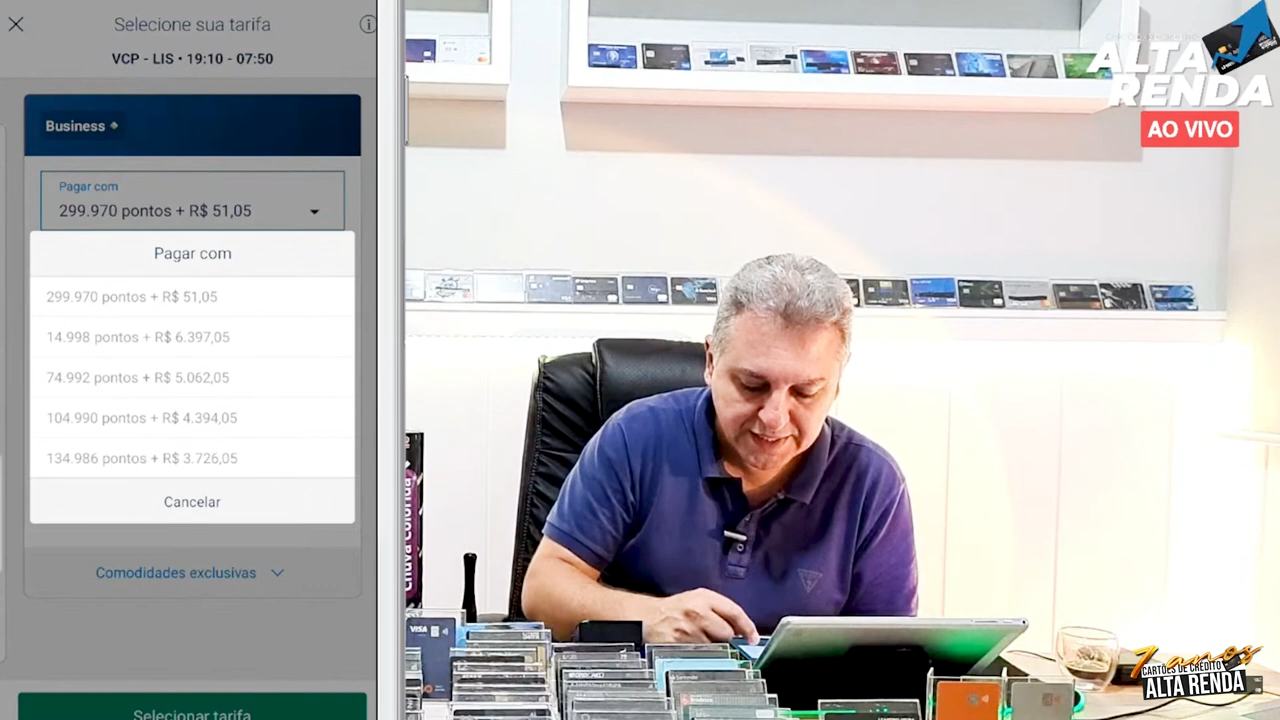 Selecione sua tarifa
VCP - LIS • 19:10 - 07:50
Business
Pagar com
299.970 pontos + R$ 51,05
Pagar com
299.970 pontos + R$ 51,05
14.998 pontos + R$ 6.397,05
74.992 pontos + R$ 5.062,05
104.990 pontos + R$ 4.394,05
134.986 pontos + R$ 3.726,05
Cancelar
Comodidades exclusivas
Selecionar tarifa
ALTA
RENDA
AO VIVO
chuva colorida
VISA
7 anos
CARTÕES DE CRÉDITO
ALTA RENDA